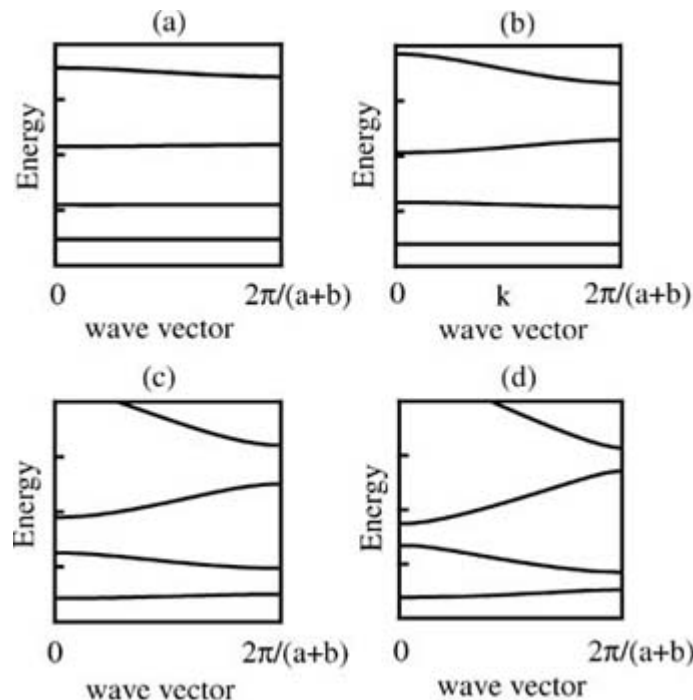 (a)
(b)
Energy
Energy
0
2π/(a+b)
0
k
2π/(a+b)
wave vector
wave vector
(c)
(d)
Energy
Energy
0
2π/(a+b)
0
2π/(a+b)
wave vector
wave vector